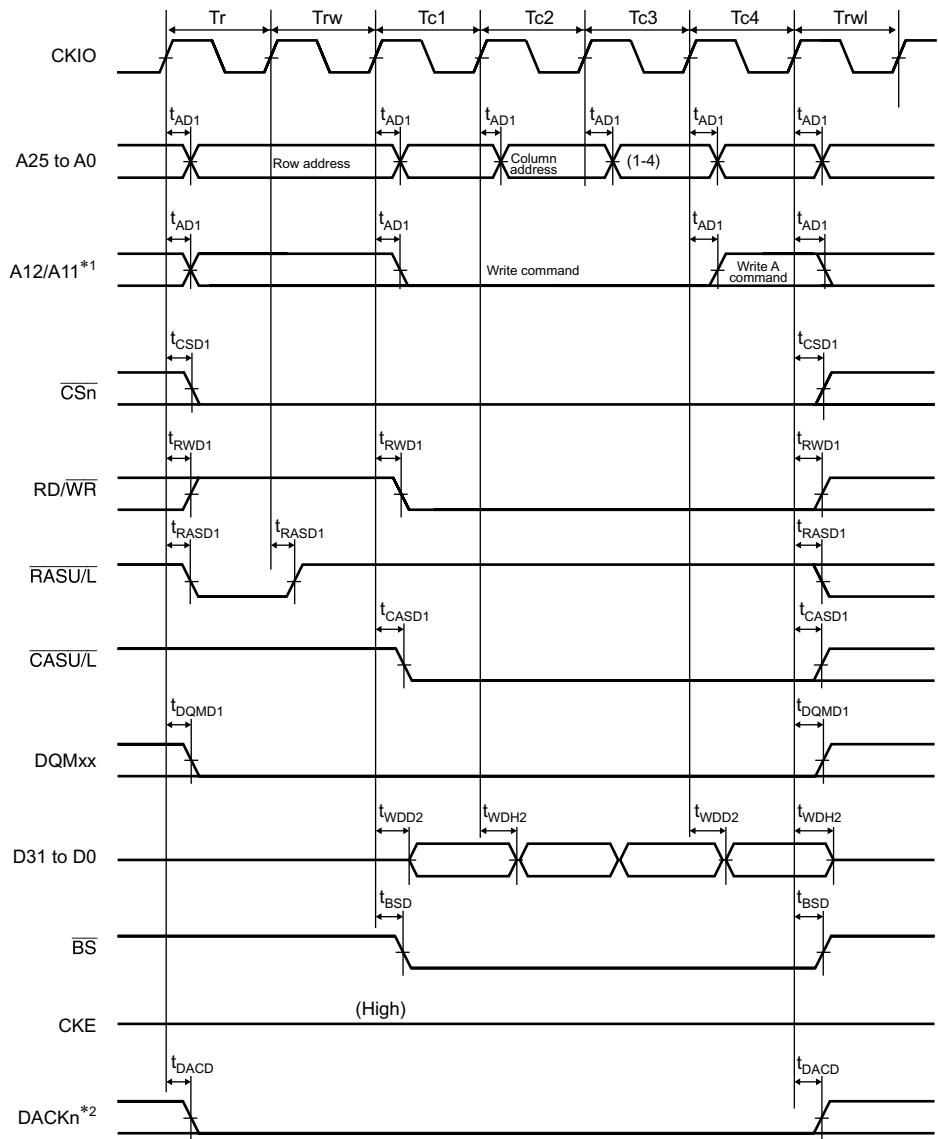 Tr Trw Tc1 Tc2 Tc3 Tc4 Trwl
CKIO
tAD1 tAD1 tAD1 tAD1 tAD1 tAD1
A25 to A0
Row address
Column
address
(1-4)
tAD1 tAD1 tAD1 tAD1
A12/A11*1
Write command
Write A
command
tCSD1 tCSD1
CSn
tRWD1 tRWD1 tRWD1
RD/WR
tRASD1 tRASD1 tRASD1
RASU/L
tCASD1 tCASD1
CASU/L
tDQMD1 tDQMD1
DQMxx
tWDD2 tWDH2 tWDD2 tWDH2
D31 to D0
tBSD tBSD
BS
(High)
CKE
tDACD tDACD
DACKn*2